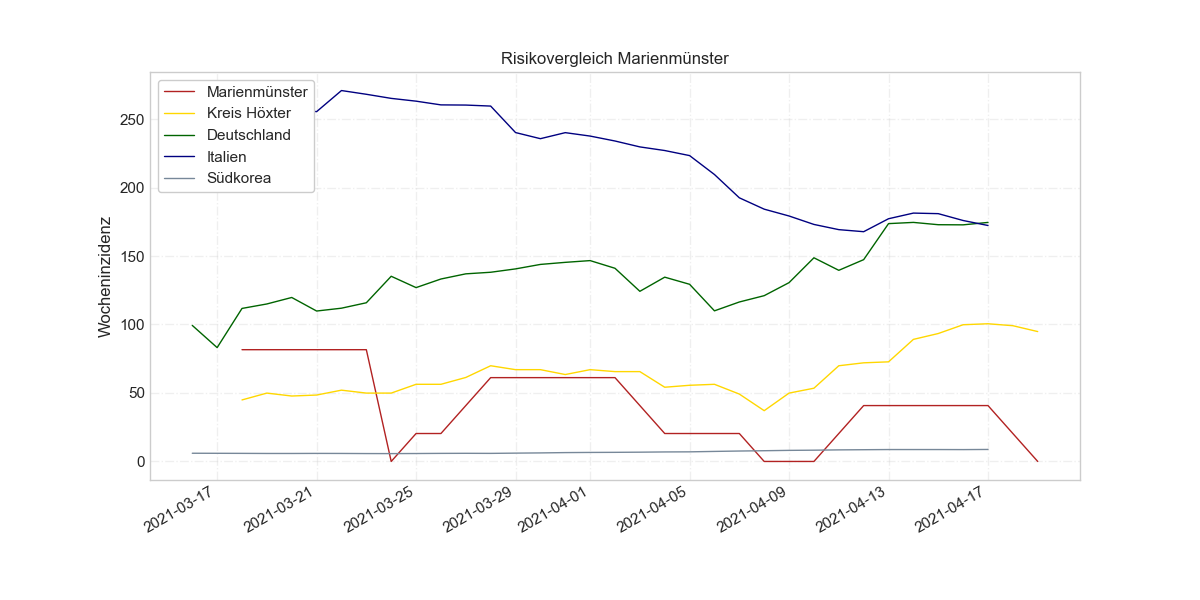 Risikovergleich Marienmünster
Marienmünster
Kreis Höxter
Deutschland
Italien
Südkorea
Wocheninzidenz
250
200
150
100
50
0
2021-03-17
2021-03-21
2021-03-25
2021-03-29
2021-04-01
2021-04-05
2021-04-09
2021-04-13
2021-04-17